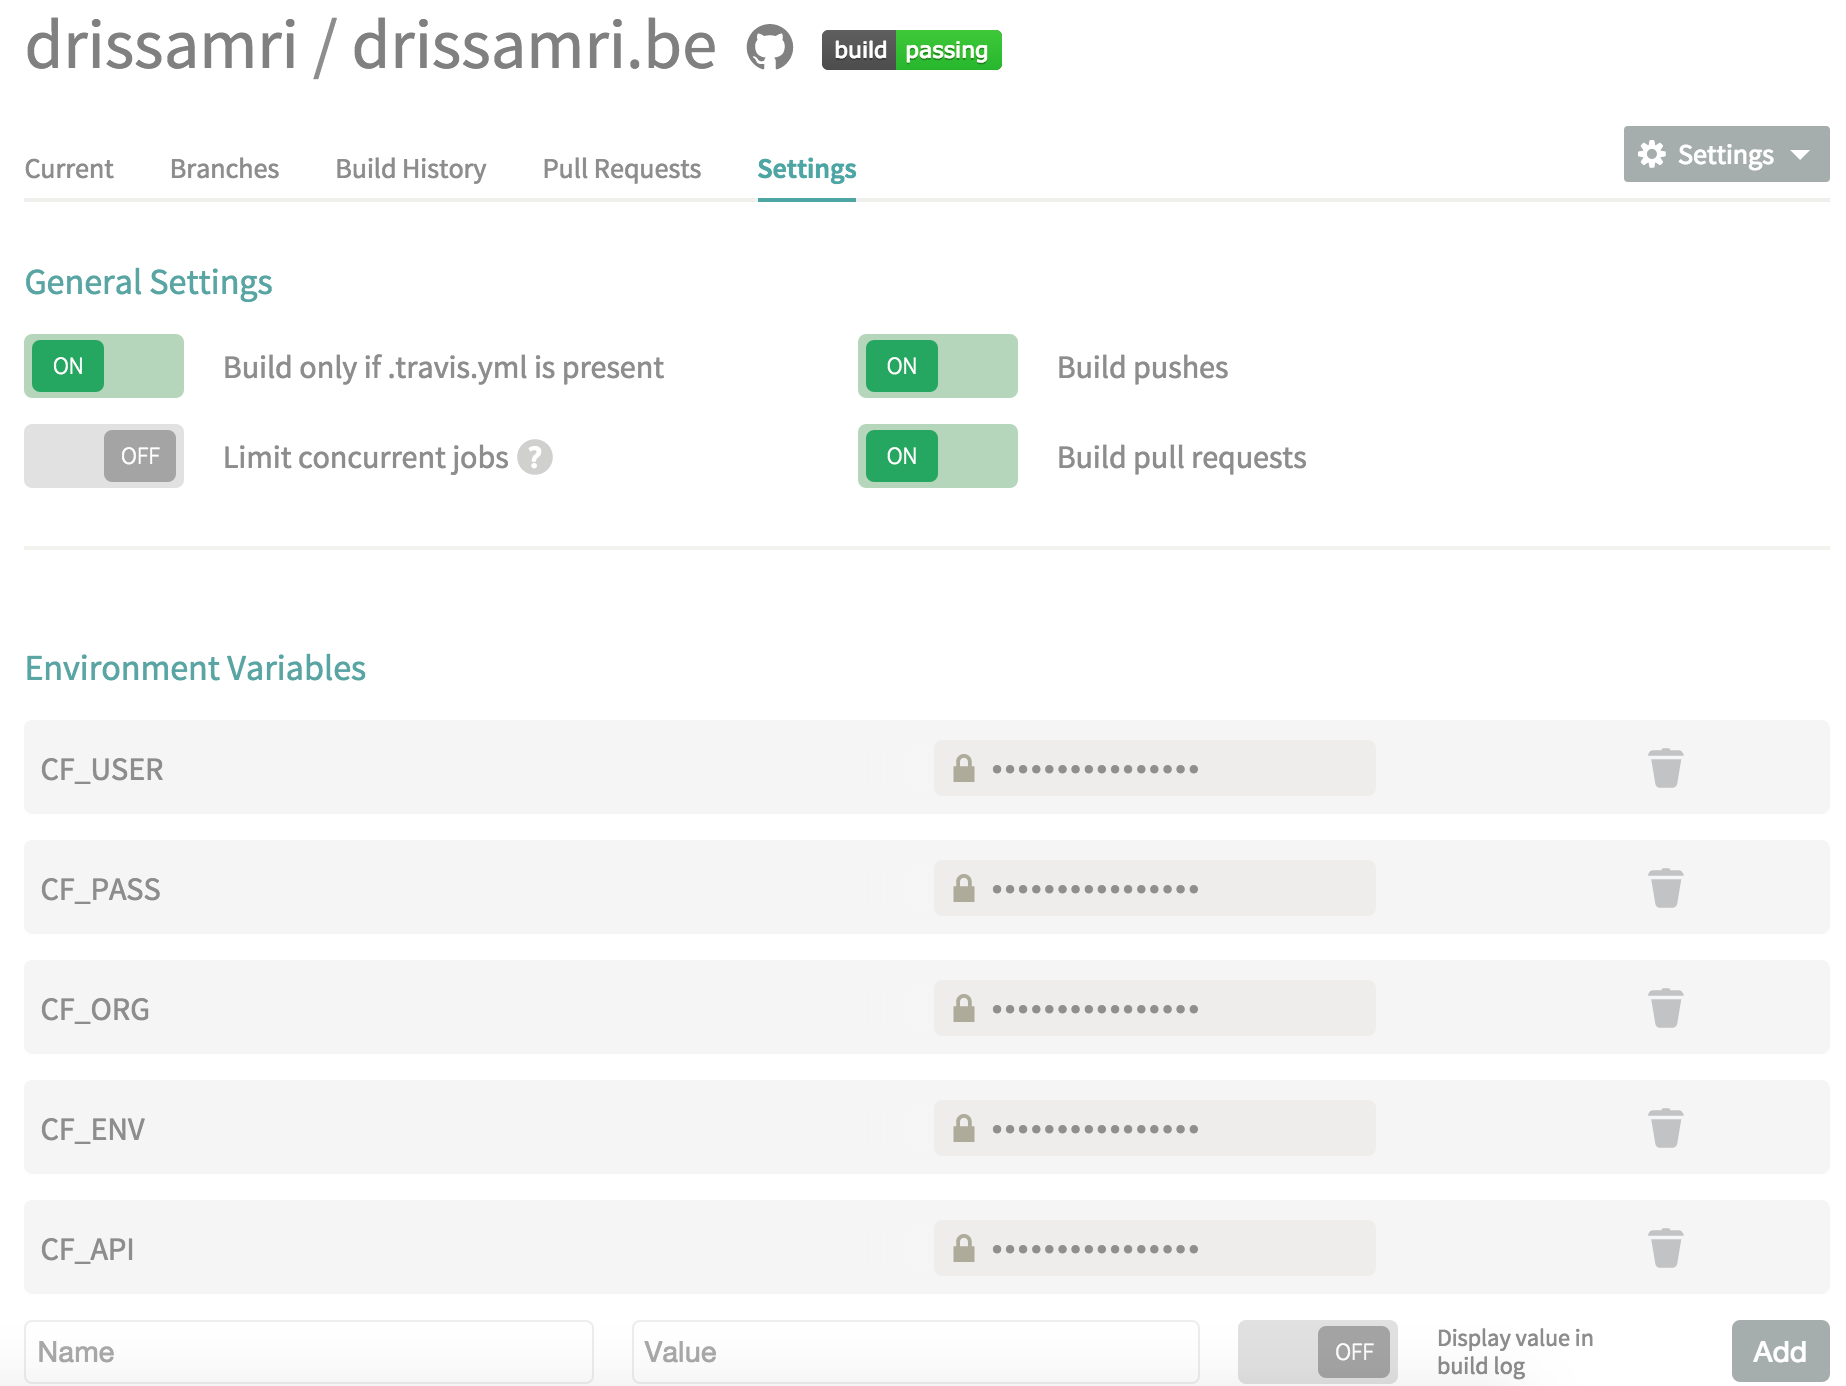 drissamri / drissamri.be build passing
Current Branches Build History Pull Requests Settings Settings
General Settings
ON Build only if .travis.yml is present ON Build pushes
OFF Limit concurrent jobs ? ON Build pull requests
Environment Variables
CF_USER ••••••••••••••••
CF_PASS ••••••••••••••••
CF_ORG ••••••••••••••••
CF_ENV ••••••••••••••••
CF_API ••••••••••••••••
Name Value OFF Display value in
build log Add